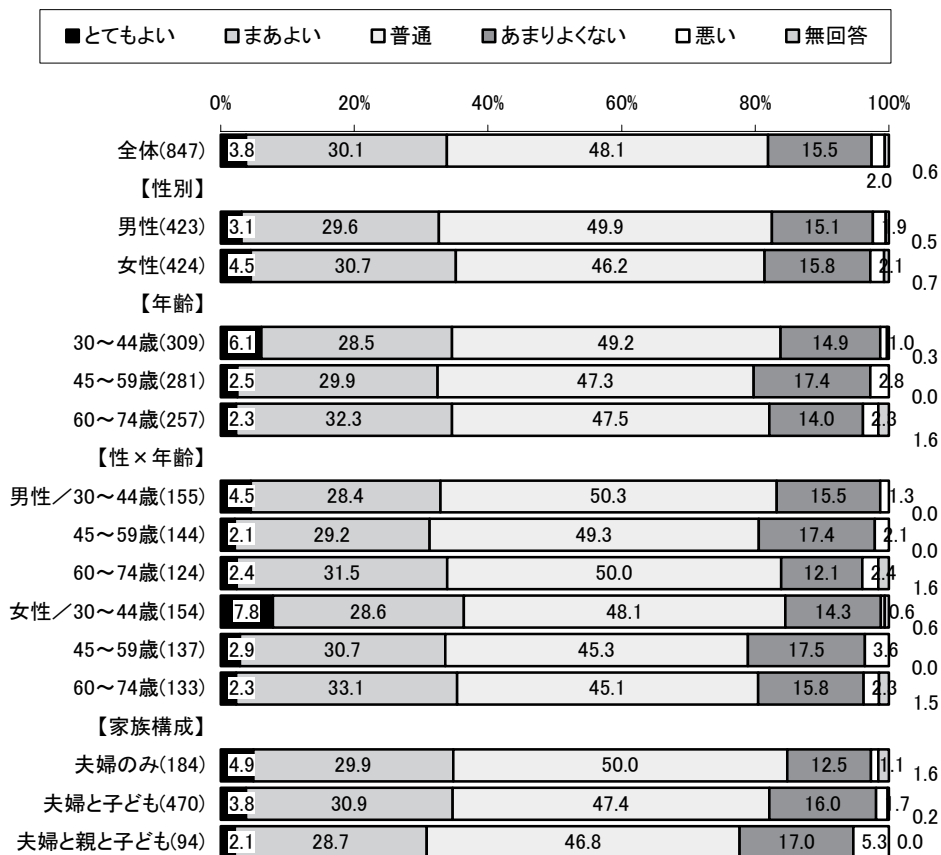 ■とてもよい □まあよい □普通 ■あまりよくない □悪い □無回答
0% 20% 40% 60% 80% 100%
全体(847) 3.8 30.1 48.1 15.5 2.0 0.6
【性別】
男性(423) 3.1 29.6 49.9 15.1 1.9 0.5
女性(424) 4.5 30.7 46.2 15.8 2.1 0.7
【年齢】
30～44歳(309) 6.1 28.5 49.2 14.9 1.0 0.3
45～59歳(281) 2.5 29.9 47.3 17.4 2.8 0.0
60～74歳(257) 2.3 32.3 47.5 14.0 2.3 1.6
【性×年齢】
男性／30～44歳(155) 4.5 28.4 50.3 15.5 1.3 0.0
45～59歳(144) 2.1 29.2 49.3 17.4 2.1 0.0
60～74歳(124) 2.4 31.5 50.0 12.1 2.4 1.6
女性／30～44歳(154) 7.8 28.6 48.1 14.3 0.6 0.6
45～59歳(137) 2.9 30.7 45.3 17.5 3.6 0.0
60～74歳(133) 2.3 33.1 45.1 15.8 2.3 1.5
【家族構成】
夫婦のみ(184) 4.9 29.9 50.0 12.5 1.1 1.6
夫婦と子ども(470) 3.8 30.9 47.4 16.0 1.7 0.2
夫婦と親と子ども(94) 2.1 28.7 46.8 17.0 5.3 0.0